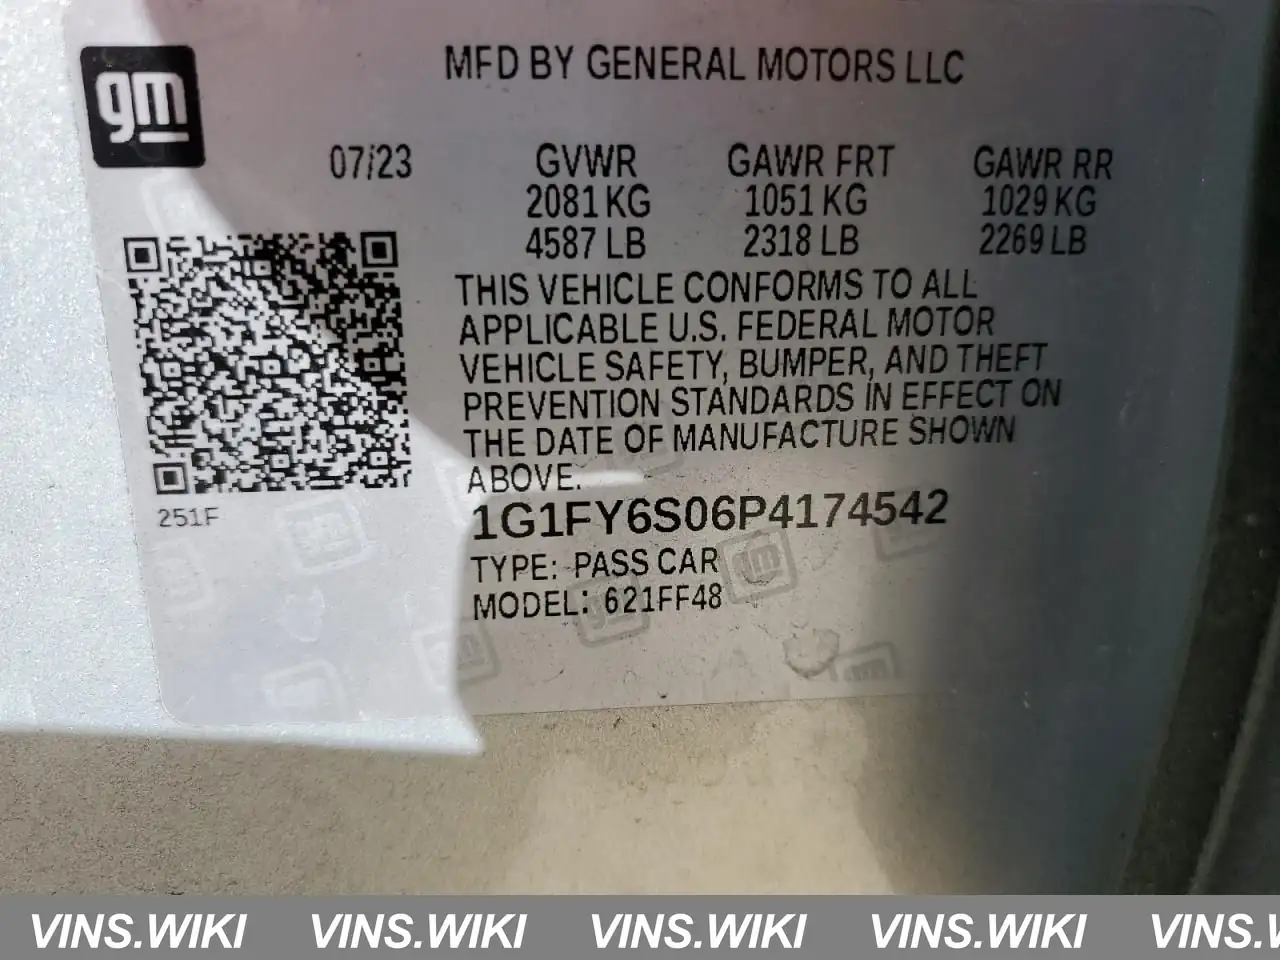 gm
MFD BY GENERAL MOTORS LLC
07/23 GVWR GAWR FRT GAWR RR
2081 KG 1051 KG 1029 KG
4587 LB 2318 LB 2269 LB
THIS VEHICLE CONFORMS TO ALL
APPLICABLE U.S. FEDERAL MOTOR
VEHICLE SAFETY, BUMPER, AND THEFT
PREVENTION STANDARDS IN EFFECT ON
THE DATE OF MANUFACTURE SHOWN
ABOVE.
251F
1G1FY6S06P4174542
TYPE: PASS CAR
MODEL: 621FF48
VINS.WIKI VINS.WIKI VINS.WIKI VINS.WIKI VINS.W